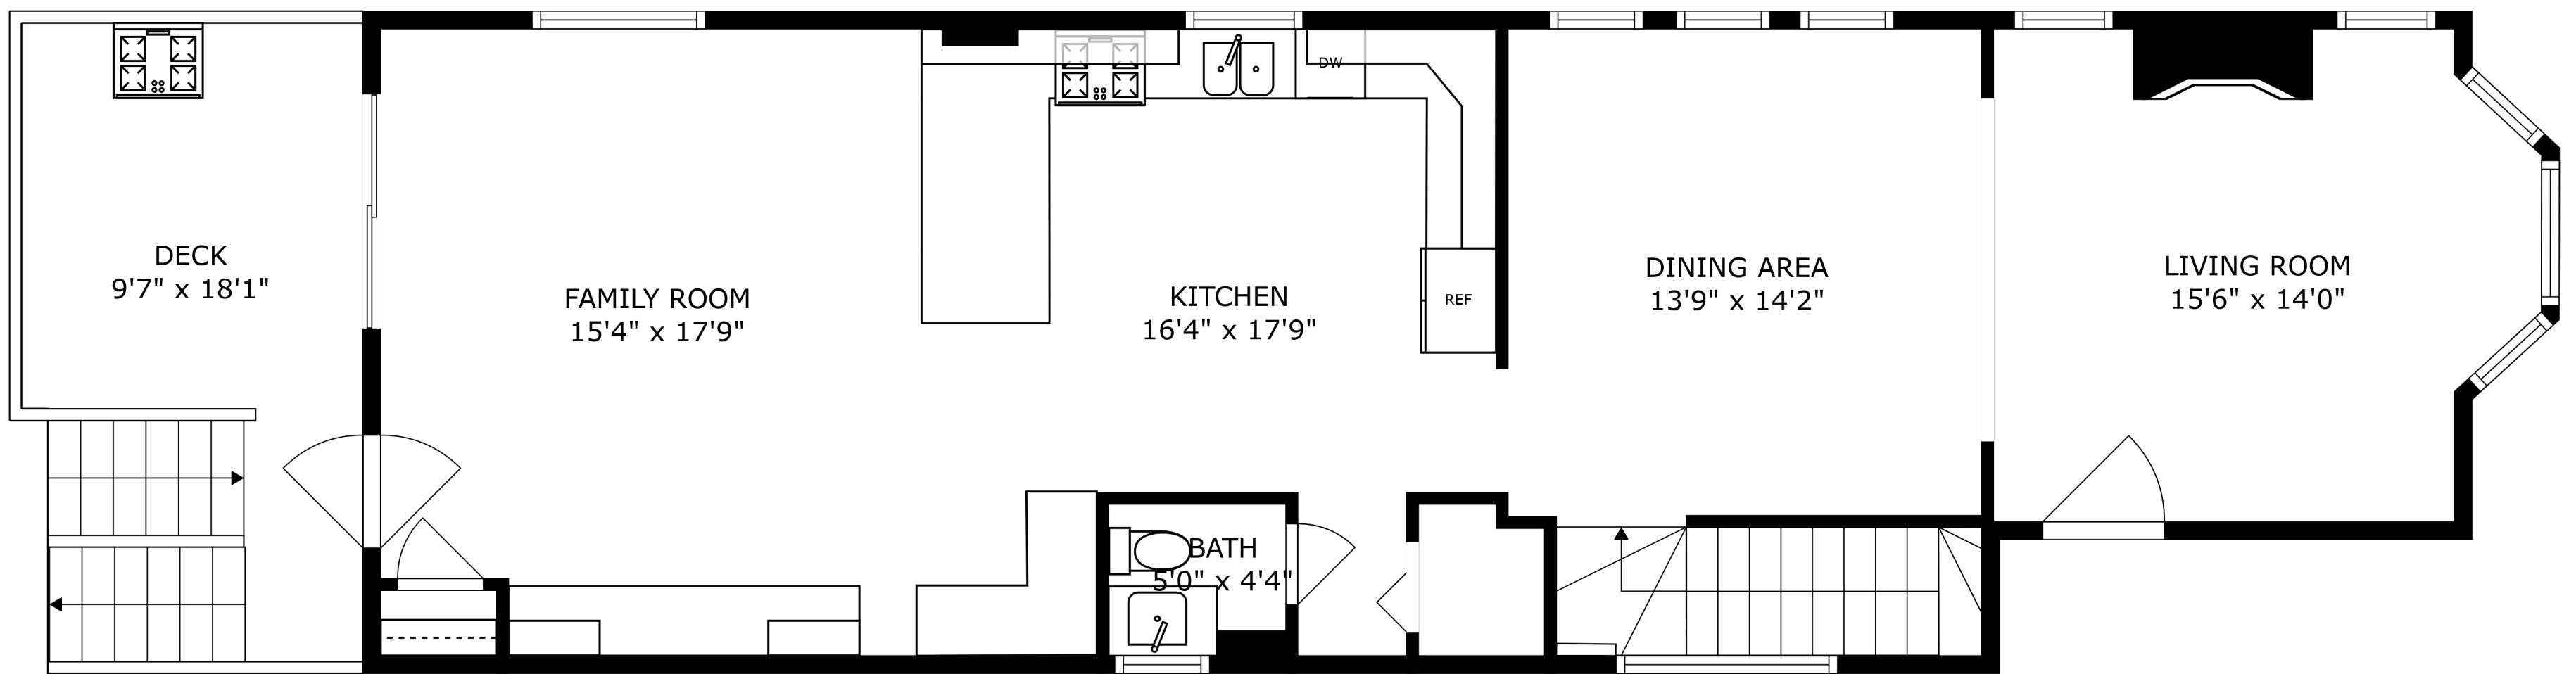 DECK
9'7" x 18'1"
FAMILY ROOM
15'4" x 17'9"
DW
KITCHEN
16'4" x 17'9"
REF
DINING AREA
13'9" x 14'2"
LIVING ROOM
15'6" x 14'0"
BATH
5'0" x 4'4"